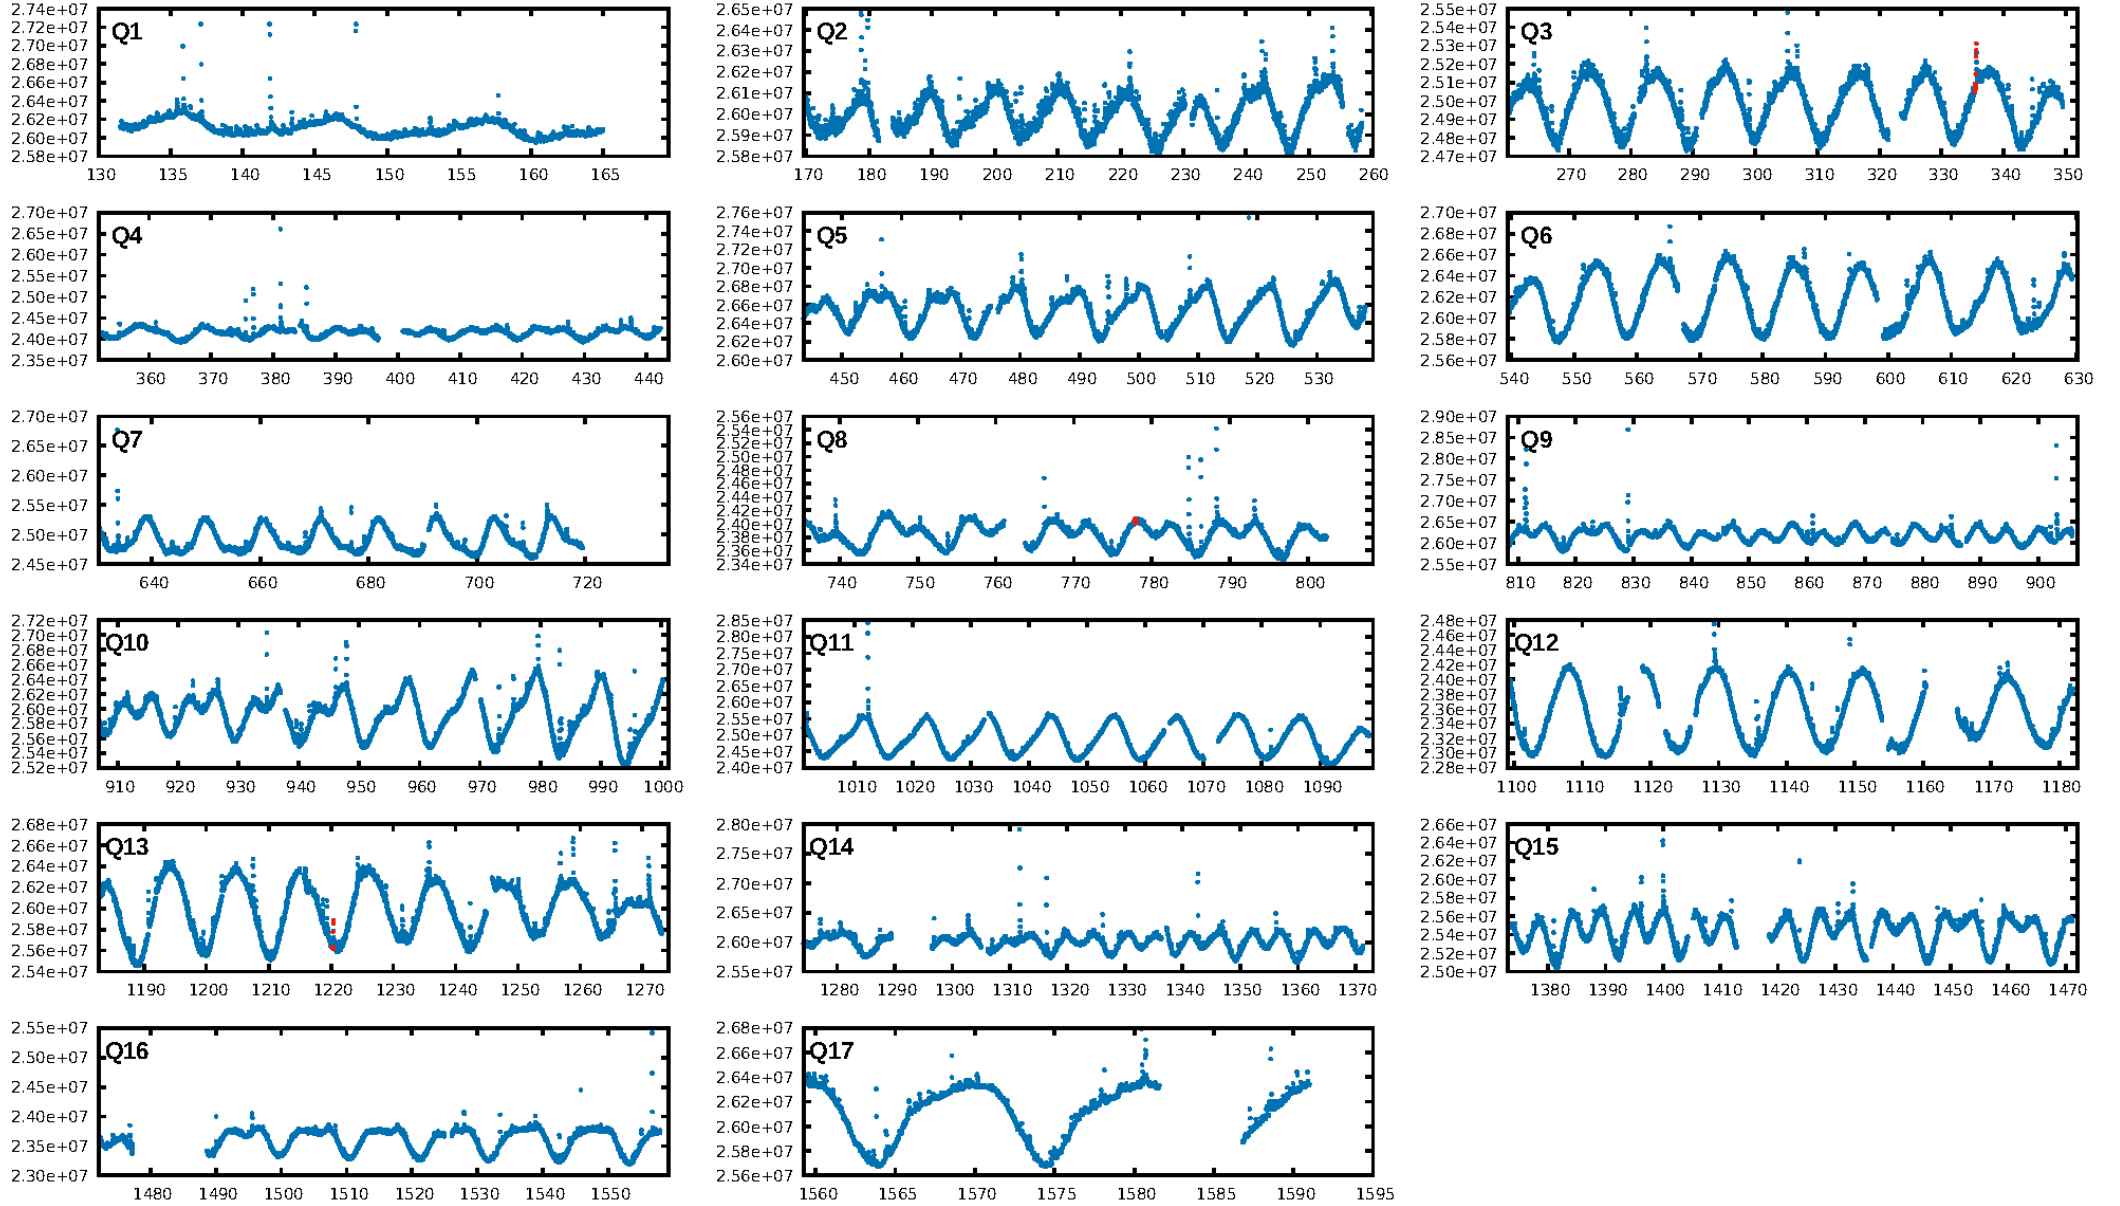 2.74e+07
2.72e+07
2.70e+07
2.68e+07
2.66e+07
2.64e+07
2.62e+07
2.60e+07
2.58e+07
Q1
130 135 140 145 150 155 160 165
2.65e+07
2.64e+07
2.63e+07
2.62e+07
2.61e+07
2.60e+07
2.59e+07
2.58e+07
Q2
170 180 190 200 210 220 230 240 250 260
2.55e+07
2.54e+07
2.53e+07
2.52e+07
2.51e+07
2.50e+07
2.49e+07
2.48e+07
2.47e+07
Q3
270 280 290 300 310 320 330 340 350
2.70e+07
2.65e+07
2.60e+07
2.55e+07
2.50e+07
2.45e+07
2.40e+07
2.35e+07
Q4
360 370 380 390 400 410 420 430 440
2.76e+07
2.74e+07
2.72e+07
2.70e+07
2.68e+07
2.66e+07
2.64e+07
2.62e+07
2.60e+07
Q5
450 460 470 480 490 500 510 520 530
2.70e+07
2.68e+07
2.66e+07
2.64e+07
2.62e+07
2.60e+07
2.58e+07
2.56e+07
Q6
540 550 560 570 580 590 600 610 620 630
2.70e+07
2.65e+07
2.60e+07
2.55e+07
2.50e+07
2.45e+07
Q7
640 660 680 700 720
2.56e+07
2.54e+07
2.52e+07
2.50e+07
2.48e+07
2.46e+07
2.44e+07
2.42e+07
2.40e+07
2.38e+07
2.36e+07
2.34e+07
Q8
740 750 760 770 780 790 800
2.90e+07
2.85e+07
2.80e+07
2.75e+07
2.70e+07
2.65e+07
2.60e+07
2.55e+07
Q9
810 820 830 840 850 860 870 880 890 900
2.72e+07
2.70e+07
2.68e+07
2.66e+07
2.64e+07
2.62e+07
2.60e+07
2.58e+07
2.56e+07
2.54e+07
2.52e+07
Q10
910 920 930 940 950 960 970 980 990 1000
2.85e+07
2.80e+07
2.75e+07
2.70e+07
2.65e+07
2.60e+07
2.55e+07
2.50e+07
2.45e+07
2.40e+07
Q11
1010 1020 1030 1040 1050 1060 1070 1080 1090
2.48e+07
2.46e+07
2.44e+07
2.42e+07
2.40e+07
2.38e+07
2.36e+07
2.34e+07
2.32e+07
2.30e+07
2.28e+07
Q12
1100 1110 1120 1130 1140 1150 1160 1170 1180
2.68e+07
2.66e+07
2.64e+07
2.62e+07
2.60e+07
2.58e+07
2.56e+07
2.54e+07
Q13
1190 1200 1210 1220 1230 1240 1250 1260 1270
2.80e+07
2.75e+07
2.70e+07
2.65e+07
2.60e+07
2.55e+07
Q14
1280 1290 1300 1310 1320 1330 1340 1350 1360 1370
2.66e+07
2.64e+07
2.62e+07
2.60e+07
2.58e+07
2.56e+07
2.54e+07
2.52e+07
2.50e+07
Q15
1380 1390 1400 1410 1420 1430 1440 1450 1460 1470
2.55e+07
2.50e+07
2.45e+07
2.40e+07
2.35e+07
2.30e+07
Q16
1480 1490 1500 1510 1520 1530 1540 1550
2.68e+07
2.66e+07
2.64e+07
2.62e+07
2.60e+07
2.58e+07
2.56e+07
Q17
1560 1565 1570 1575 1580 1585 1590 1595